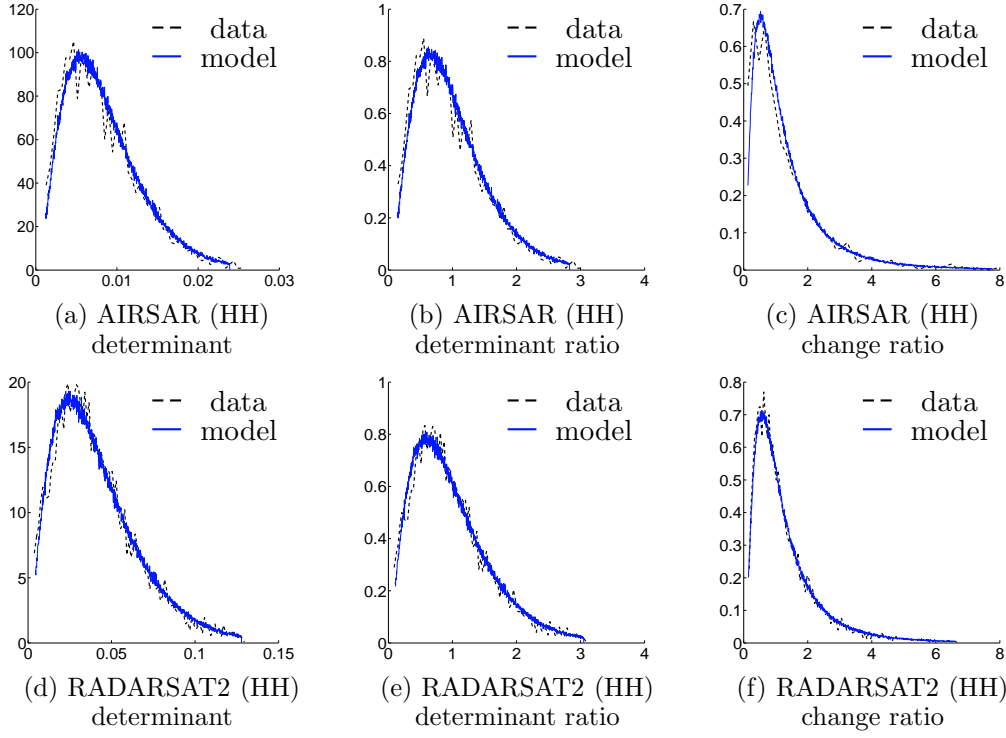 120
100
80
60
40
20
0
0 0.01 0.02 0.03
data
model
(a) AIRSAR (HH)
determinant
1
0.8
0.6
0.4
0.2
0
0 1 2 3 4
data
model
(b) AIRSAR (HH)
determinant ratio
0.7
0.6
0.5
0.4
0.3
0.2
0.1
0
0 2 4 6 8
data
model
(c) AIRSAR (HH)
change ratio
20
15
10
5
0
0 0.05 0.1 0.15
data
model
(d) RADARSAT2 (HH)
determinant
1
0.8
0.6
0.4
0.2
0
0 1 2 3 4
data
model
(e) RADARSAT2 (HH)
determinant ratio
0.8
0.7
0.6
0.5
0.4
0.3
0.2
0.1
0
0 2 4 6 8
data
model
(f) RADARSAT2 (HH)
change ratio